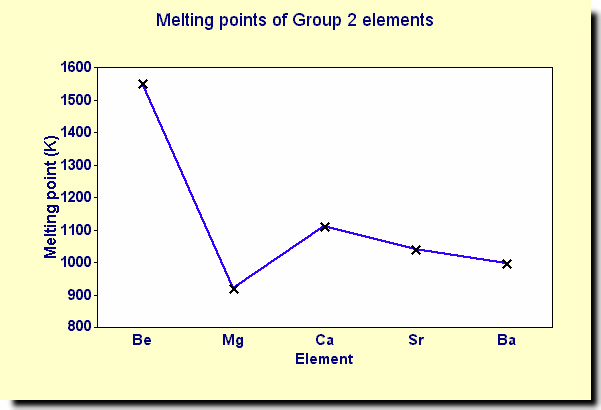 Melting points of Group 2 elements
Melting point (K)
1600
1500
1400
1300
1200
1100
1000
900
800
Be Mg Ca Sr Ba
Element